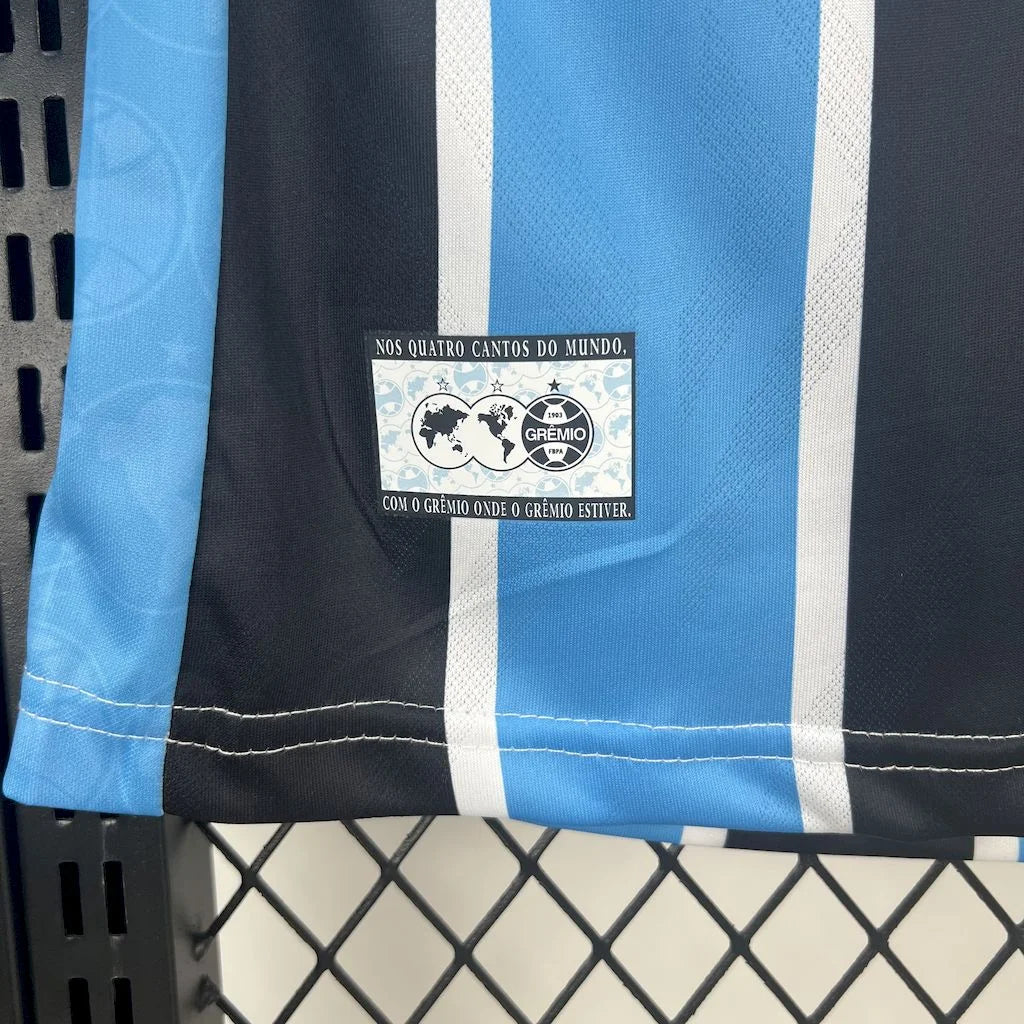 NOS QUATRO CANTOS DO MUNDO,
1903
GRÊMIO
FBPA
COM O GRÊMIO ONDE O GRÊMIO ESTIVER.